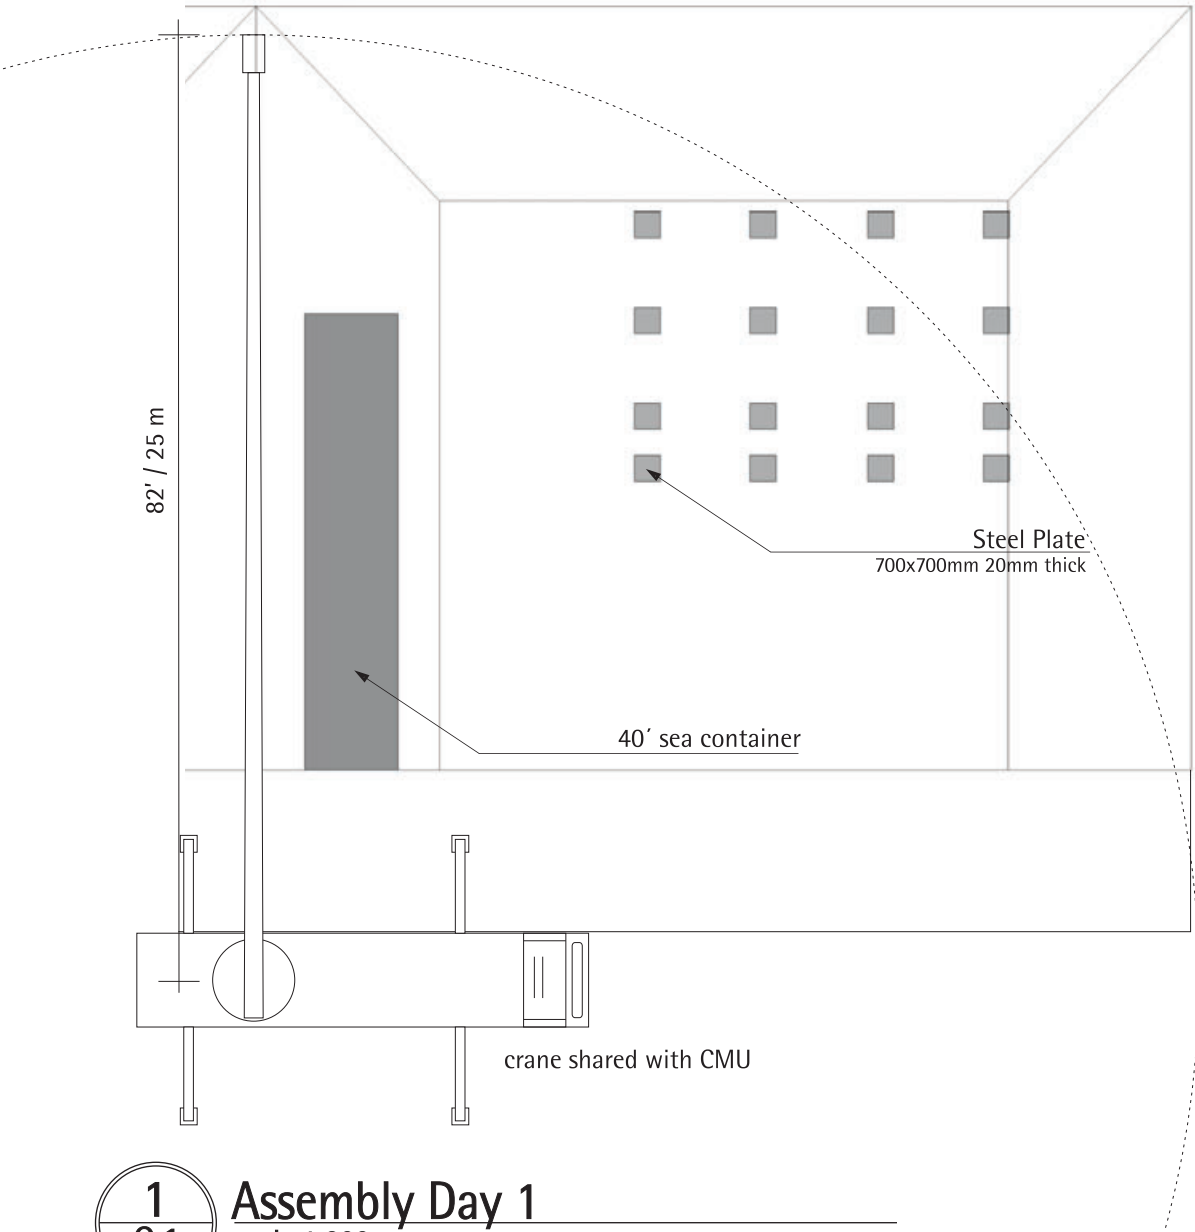 82' / 25 m
Steel Plate
700x700mm 20mm thick
40´ sea container
crane shared with CMU
1
Assembly Day 1